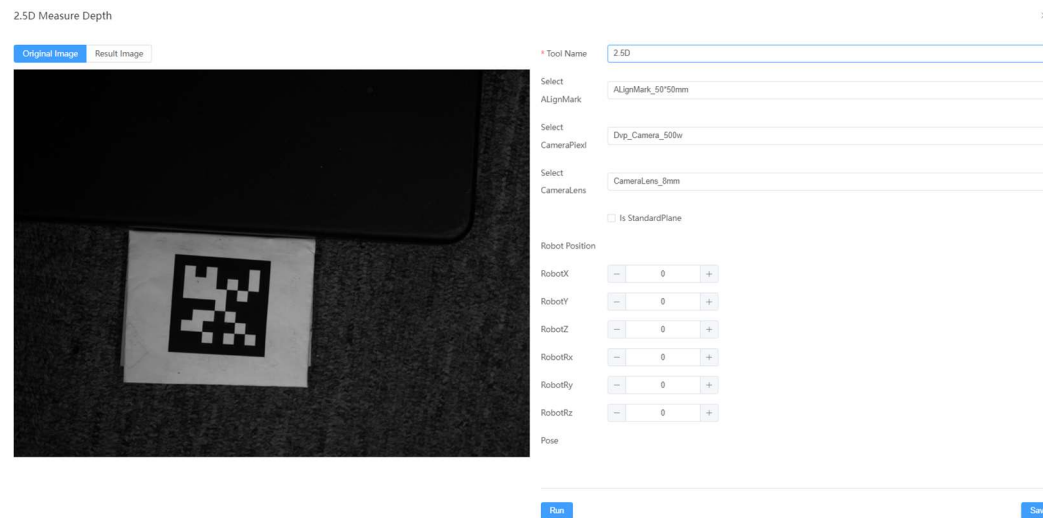 2.5D Measure Depth
Original Image Result Image
* Tool Name 2.5D
Select
ALignMark
ALignMark_50*50mm
Select
CameraPiexl
Dvp_Camera_500w
Select
CameraLens
CameraLens_8mm
Is StandardPlane
Robot Position
RobotX − 0 +
RobotY − 0 +
RobotZ − 0 +
RobotRx − 0 +
RobotRy − 0 +
RobotRz − 0 +
Pose
Run